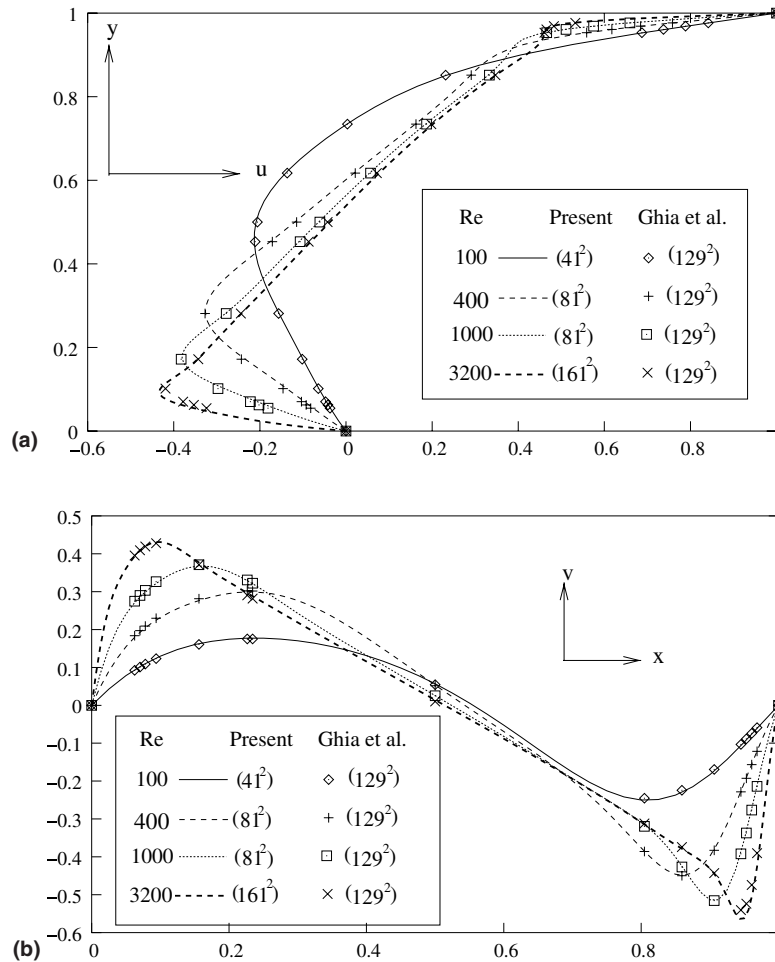 1
y
0.8
u
0.6
Re Present Ghia et al.
100 (41²) (129²)
0.4
400 (81²) (129²)
1000 (81²) (129²)
0.2
3200 (161²) (129²)
(a)
0
−0.6 −0.4 −0.2 0 0.2 0.4 0.6 0.8 1
0.5
0.4
0.3
v
0.2
x
0.1
0
−0.1
Re Present Ghia et al.
−0.2
100 (41²) (129²)
−0.3
400 (81²) (129²)
−0.4
1000 (81²) (129²)
−0.5
3200 (161²) (129²)
(b)
−0.6
0 0.2 0.4 0.6 0.8